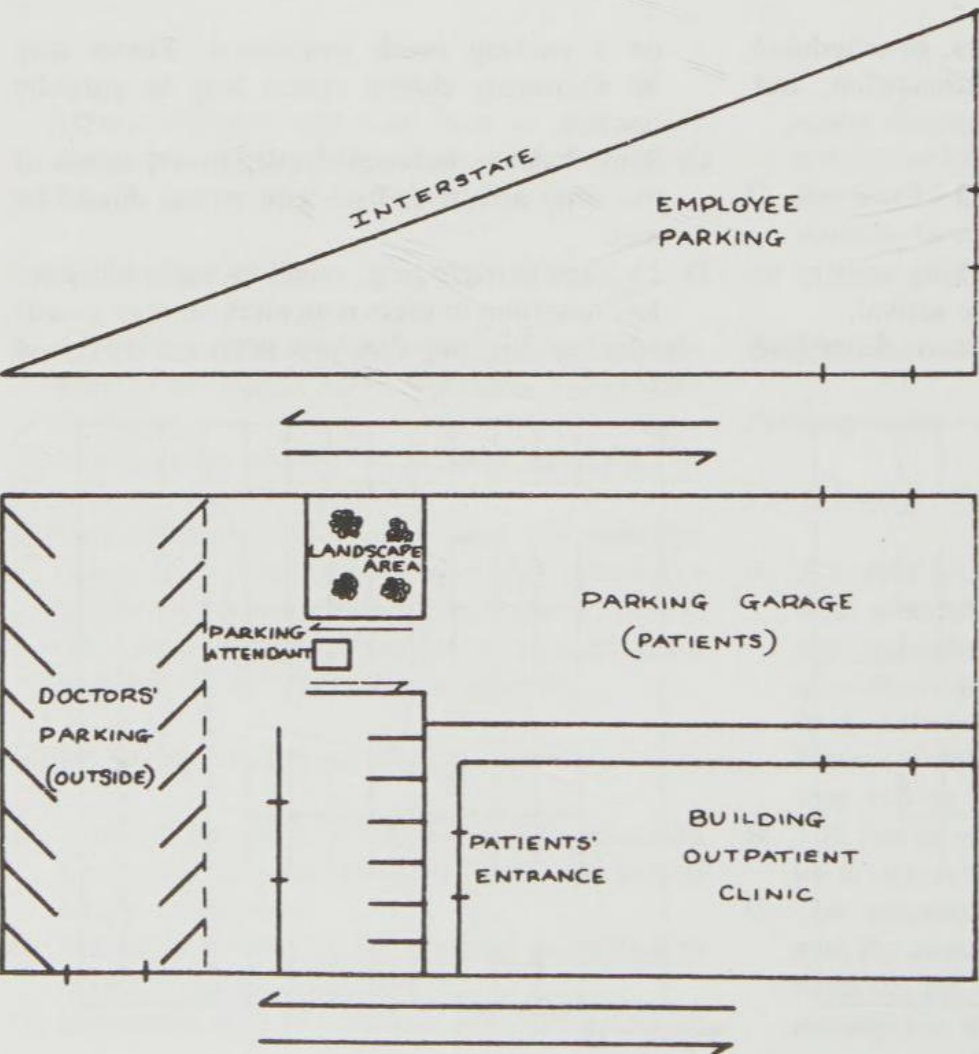 INTERSTATE
EMPLOYEE
PARKING
LANDSCAPE
AREA
PARKING GARAGE
(PATIENTS)
PARKING
ATTENDANT
DOCTORS'
PARKING
(OUTSIDE)
PATIENTS'
ENTRANCE
BUILDING
OUTPATIENT
CLINIC